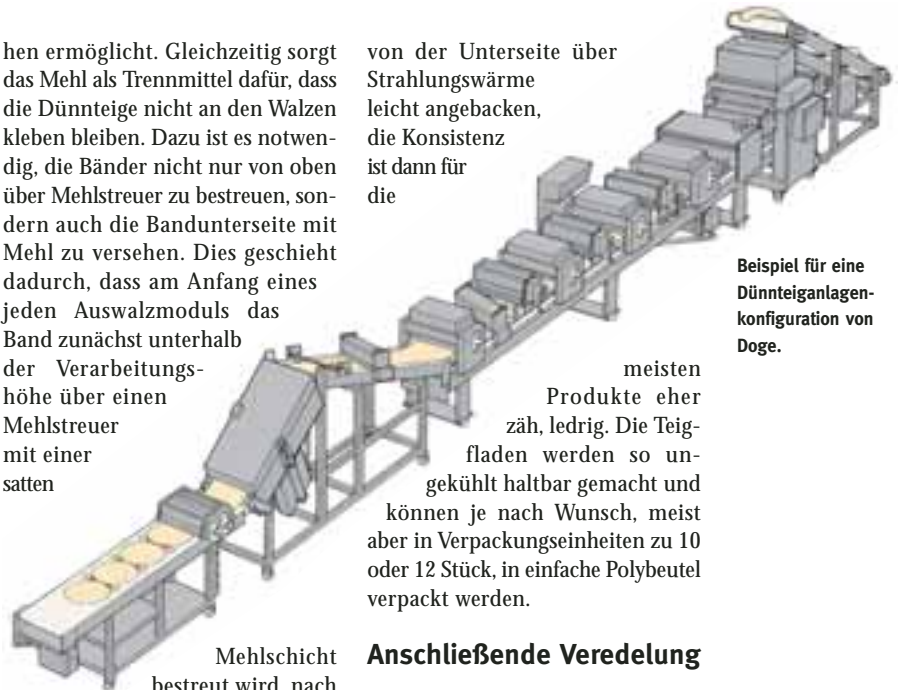 hen ermöglicht. Gleichzeitig sorgt
das Mehl als Trennmittel dafür, dass
die Dünnteige nicht an den Walzen
kleben bleiben. Dazu ist es notwen-
dig, die Bänder nicht nur von oben
über Mehlstreuer zu bestreuen, son-
dern auch die Bandunterseite mit
Mehl zu versehen. Dies geschieht
dadurch, dass am Anfang eines
jeden Auswalzmoduls das
Band zunächst unterhalb
der Verarbeitungs-
höhe über einen
Mehlstreuer
mit einer
satten
Mehlschicht
bestreut wird, nach
von der Unterseite über
Strahlungswärme
leicht angebacken,
die Konsistenz
ist dann für
die
meisten
Produkte eher
zäh, ledrig. Die Teig-
fladen werden so un-
gekühlt haltbar gemacht und
können je nach Wunsch, meist
aber in Verpackungseinheiten zu 10
oder 12 Stück, in einfache Polybeutel
verpackt werden.
Anschließende Veredelung
Beispiel für eine
Dünnteiganlagen-
konfiguration von
Doge.